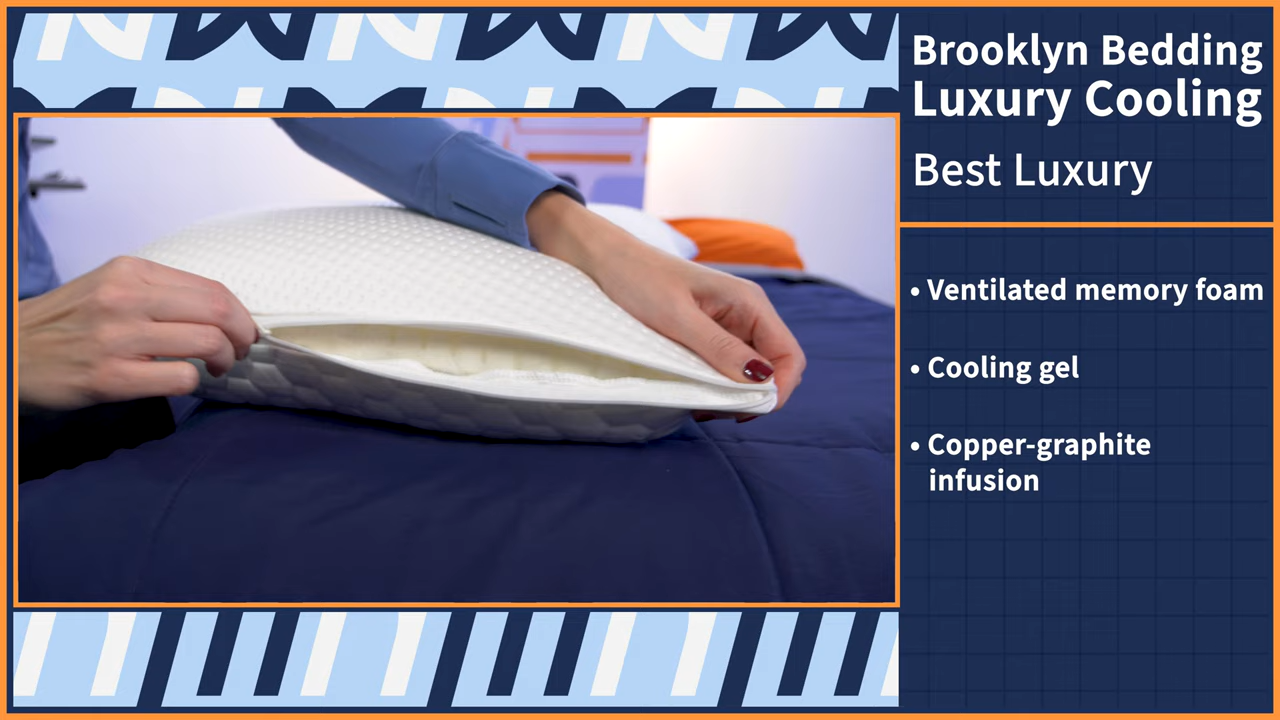 Brooklyn Bedding
Luxury Cooling
Best Luxury
• Ventilated memory foam
• Cooling gel
• Copper-graphite
infusion